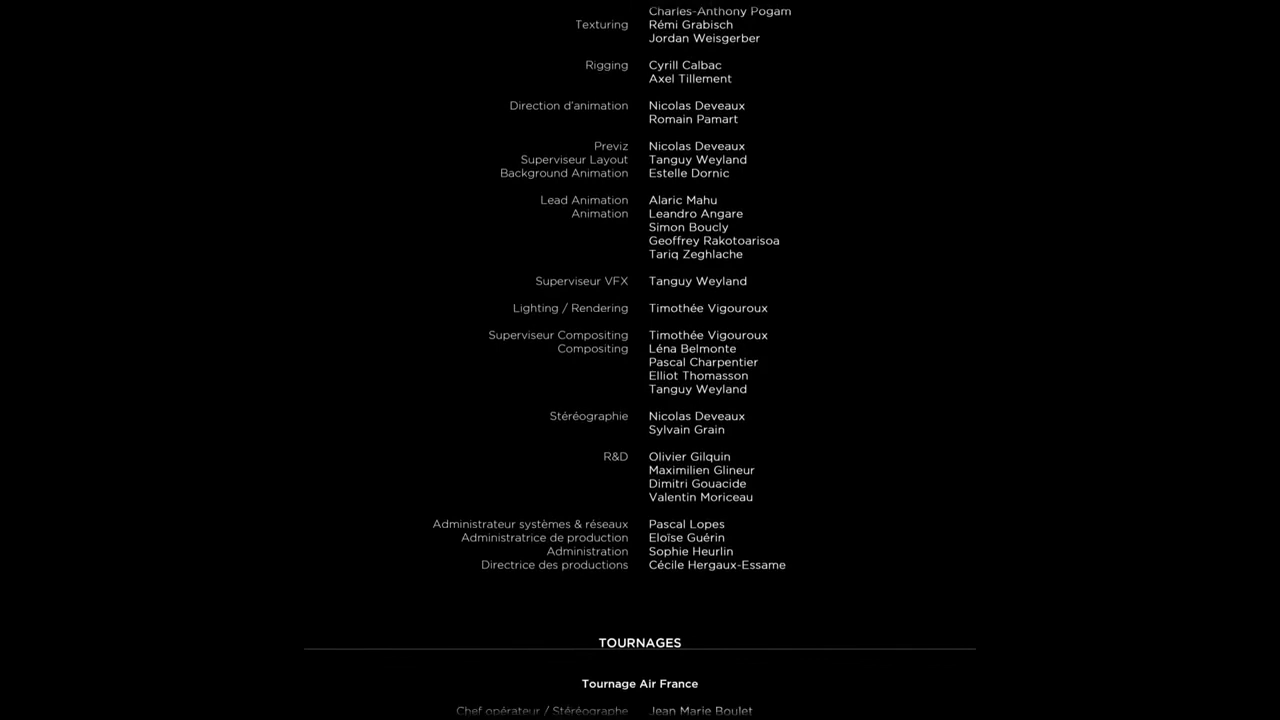 Charles-Anthony Pogam
Texturing Rémi Grabisch
Jordan Weisgerber
Rigging Cyrill Calbac
Axel Tillement
Direction d'animation Nicolas Deveaux
Romain Pamart
Previz Nicolas Deveaux
Superviseur Layout Tanguy Weyland
Background Animation Estelle Dornic
Lead Animation Alaric Mahu
Animation Leandro Angare
Simon Boucly
Geoffrey Rakotoarisoa
Tariq Zeghlache
Superviseur VFX Tanguy Weyland
Lighting / Rendering Timothée Vigouroux
Superviseur Compositing Timothée Vigouroux
Compositing Léna Belmonte
Pascal Charpentier
Elliot Thomasson
Tanguy Weyland
Stéréographie Nicolas Deveaux
Sylvain Grain
R&D Olivier Gilquin
Maximilien Glineur
Dimitri Gouacide
Valentin Moriceau
Administrateur systèmes & réseaux Pascal Lopes
Administratrice de production Eloïse Guérin
Administration Sophie Heurlin
Directrice des productions Cécile Hergaux-Essame
TOURNAGES
Tournage Air France
Chef opérateur / Stéréographe Jean Marie Boulet